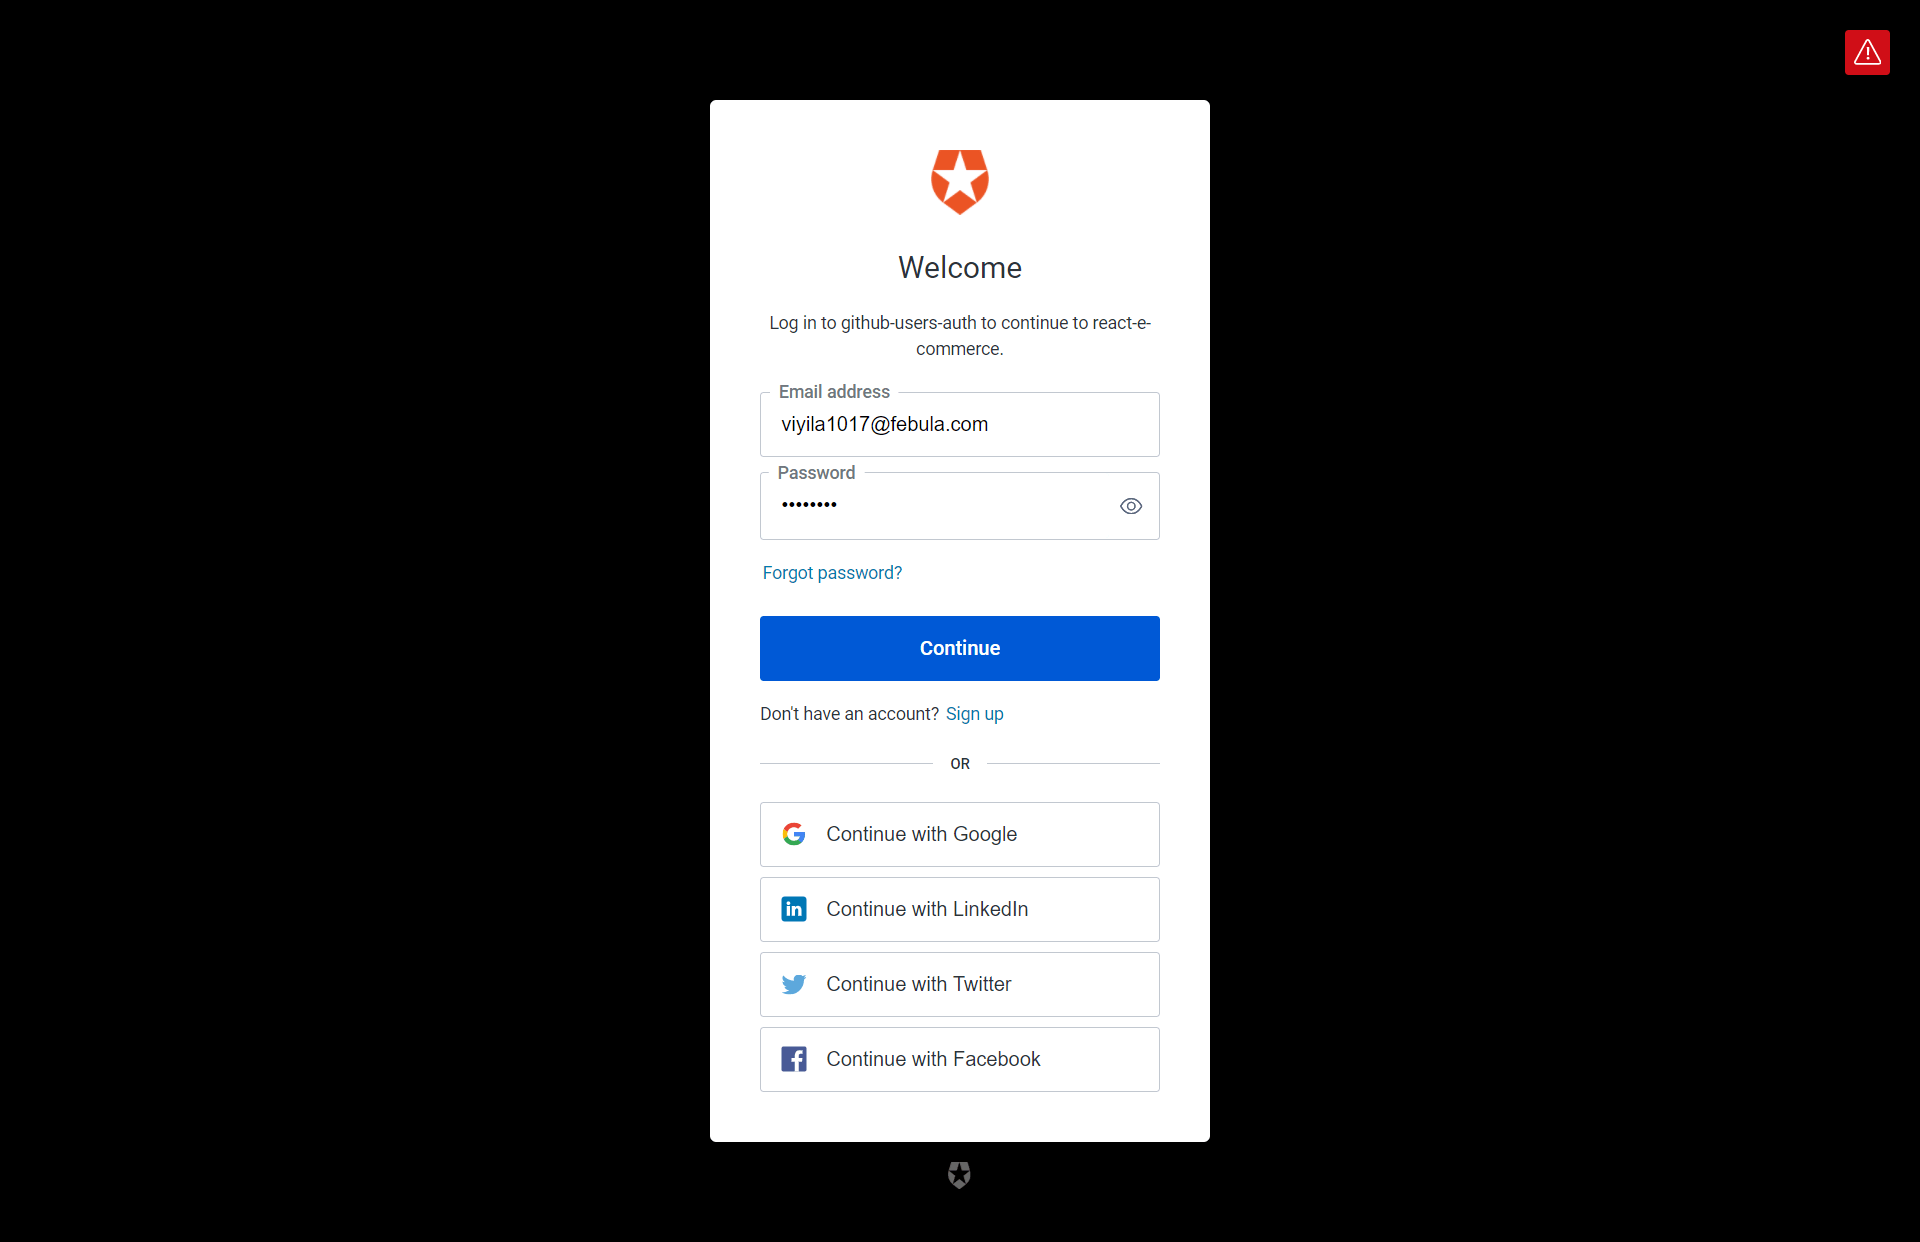 Welcome
Log in to github-users-auth to continue to react-e-
commerce.
Email address
viyila1017@febula.com
Password
••••••••
Forgot password?
Continue
Don't have an account? Sign up
OR
Continue with Google
Continue with LinkedIn
Continue with Twitter
Continue with Facebook